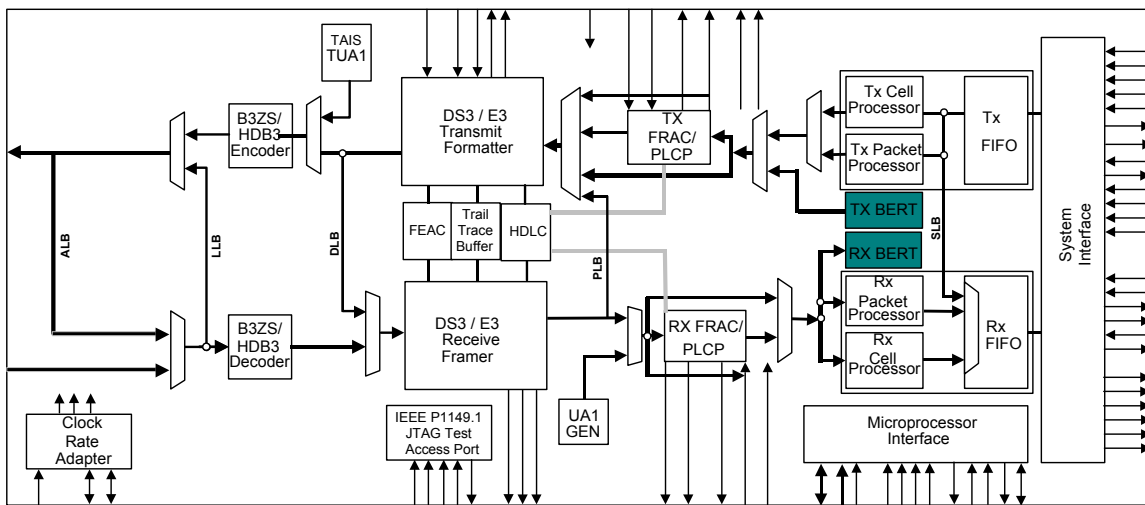 TAIS
TUA1
B3ZS/
HDB3
Encoder
DS3 / E3
Transmit
Formatter
TX
FRAC/
PLCP
Tx Cell
Processor
Tx Packet
Processor
Tx
FIFO
TX BERT
RX BERT
System
Interface
FEAC
Trail
Trace
Buffer
HDLC
ALB
LLB
DLB
PLB
SLB
B3ZS/
HDB3
Decoder
DS3 / E3
Receive
Framer
RX FRAC/
PLCP
Rx
Packet
Processor
Rx
Cell
Processor
Rx
FIFO
UA1
GEN
Clock
Rate
Adapter
IEEE P1149.1
JTAG Test
Access Port
Microprocessor
Interface